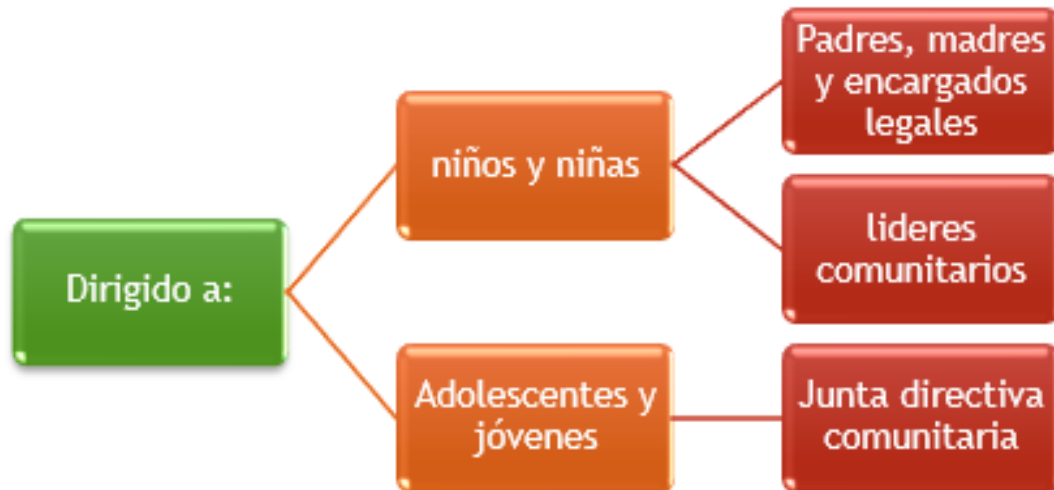 Dirigido a:
niños y niñas
Padres, madres
y encargados
legales
lideres
comunitarios
Adolescentes y
jóvenes
Junta directiva
comunitaria